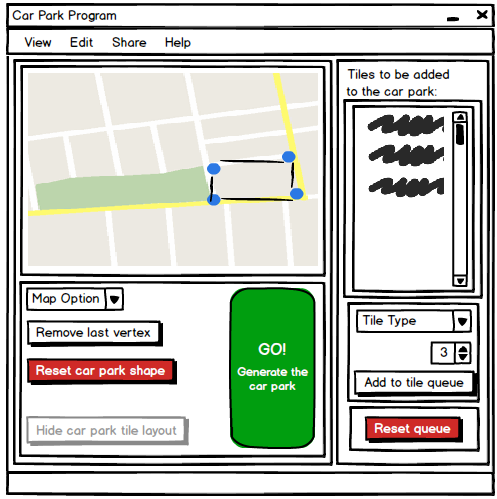 Car Park Program
View Edit Share Help
Tiles to be added
to the car park:
Map Option
Remove last vertex
Reset car park shape
Hide car park tile layout
GO!
Generate the
car park
Tile Type
3
Add to tile queue
Reset queue